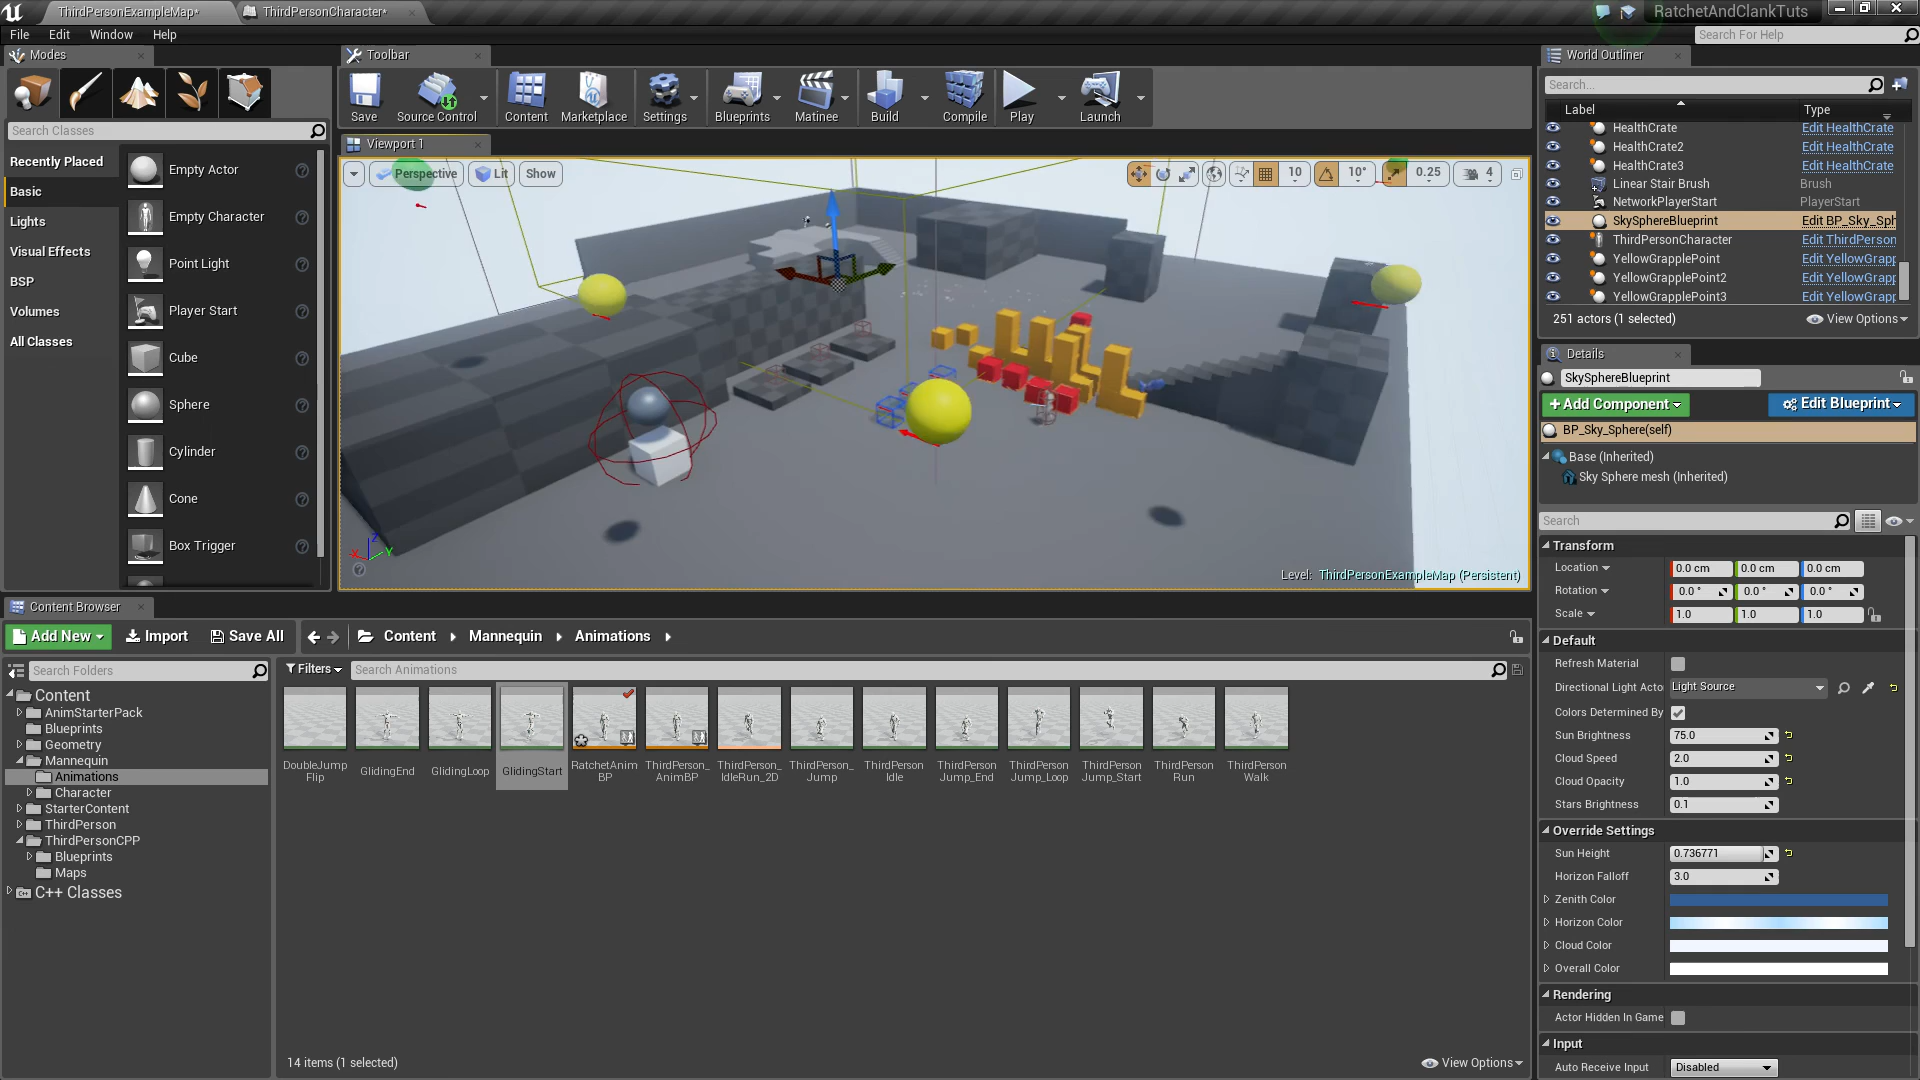 ThirdPersonExampleMap*
ThirdPersonCharacter*
RatchetAndClankTuts
File Edit Window Help
Search For Help
Modes
Toolbar
World Outliner
Search...
Label Type
HealthCrate Edit HealthCrate
HealthCrate2 Edit HealthCrate
HealthCrate3 Edit HealthCrate
Linear Stair Brush Brush
NetworkPlayerStart PlayerStart
SkySphereBlueprint Edit BP_Sky_Sph
ThirdPersonCharacter Edit ThirdPerson
YellowGrapplePoint Edit YellowGrapp
YellowGrapplePoint2 Edit YellowGrapp
YellowGrapplePoint3 Edit YellowGrapp
251 actors (1 selected)
View Options
Save
Source Control
Content
Marketplace
Settings
Blueprints
Matinee
Build
Compile
Play
Launch
Search Classes
Recently Placed
Basic
Lights
Visual Effects
BSP
Volumes
All Classes
Empty Actor
Empty Character
Point Light
Player Start
Cube
Sphere
Cylinder
Cone
Box Trigger
Viewport 1
Perspective Lit Show
10 10° 0.25 4
X Y Z
Level: ThirdPersonExampleMap (Persistent)
Details
SkySphereBlueprint
+Add Component Edit Blueprint
BP_Sky_Sphere(self)
Base (Inherited)
Sky Sphere mesh (Inherited)
Search
Transform
Location 0.0 cm 0.0 cm 0.0 cm
Rotation 0.0 ° 0.0 ° 0.0 °
Scale 1.0 1.0 1.0
Default
Refresh Material
Directional Light Acto Light Source
Colors Determined By
Sun Brightness 75.0
Cloud Speed 2.0
Cloud Opacity 1.0
Stars Brightness 0.1
Override Settings
Sun Height 0.736771
Horizon Falloff 3.0
Zenith Color
Horizon Color
Cloud Color
Overall Color
Rendering
Actor Hidden In Game
Input
Auto Receive Input Disabled
Content Browser
Add New Import Save All
Content Mannequin Animations
Search Folders
Filters
Search Animations
Content
AnimStarterPack
Blueprints
Geometry
Mannequin
Animations
Character
StarterContent
ThirdPerson
ThirdPersonCPP
Blueprints
Maps
C++ Classes
DoubleJump
Flip
GlidingEnd
GlidingLoop
GlidingStart
RatchetAnim
BP
ThirdPerson_
AnimBP
ThirdPerson_
IdleRun_2D
ThirdPerson_
Jump
ThirdPerson
Idle
ThirdPerson
Jump_End
ThirdPerson
Jump_Loop
ThirdPerson
Jump_Start
ThirdPerson
Run
ThirdPerson
Walk
14 items (1 selected)
View Options